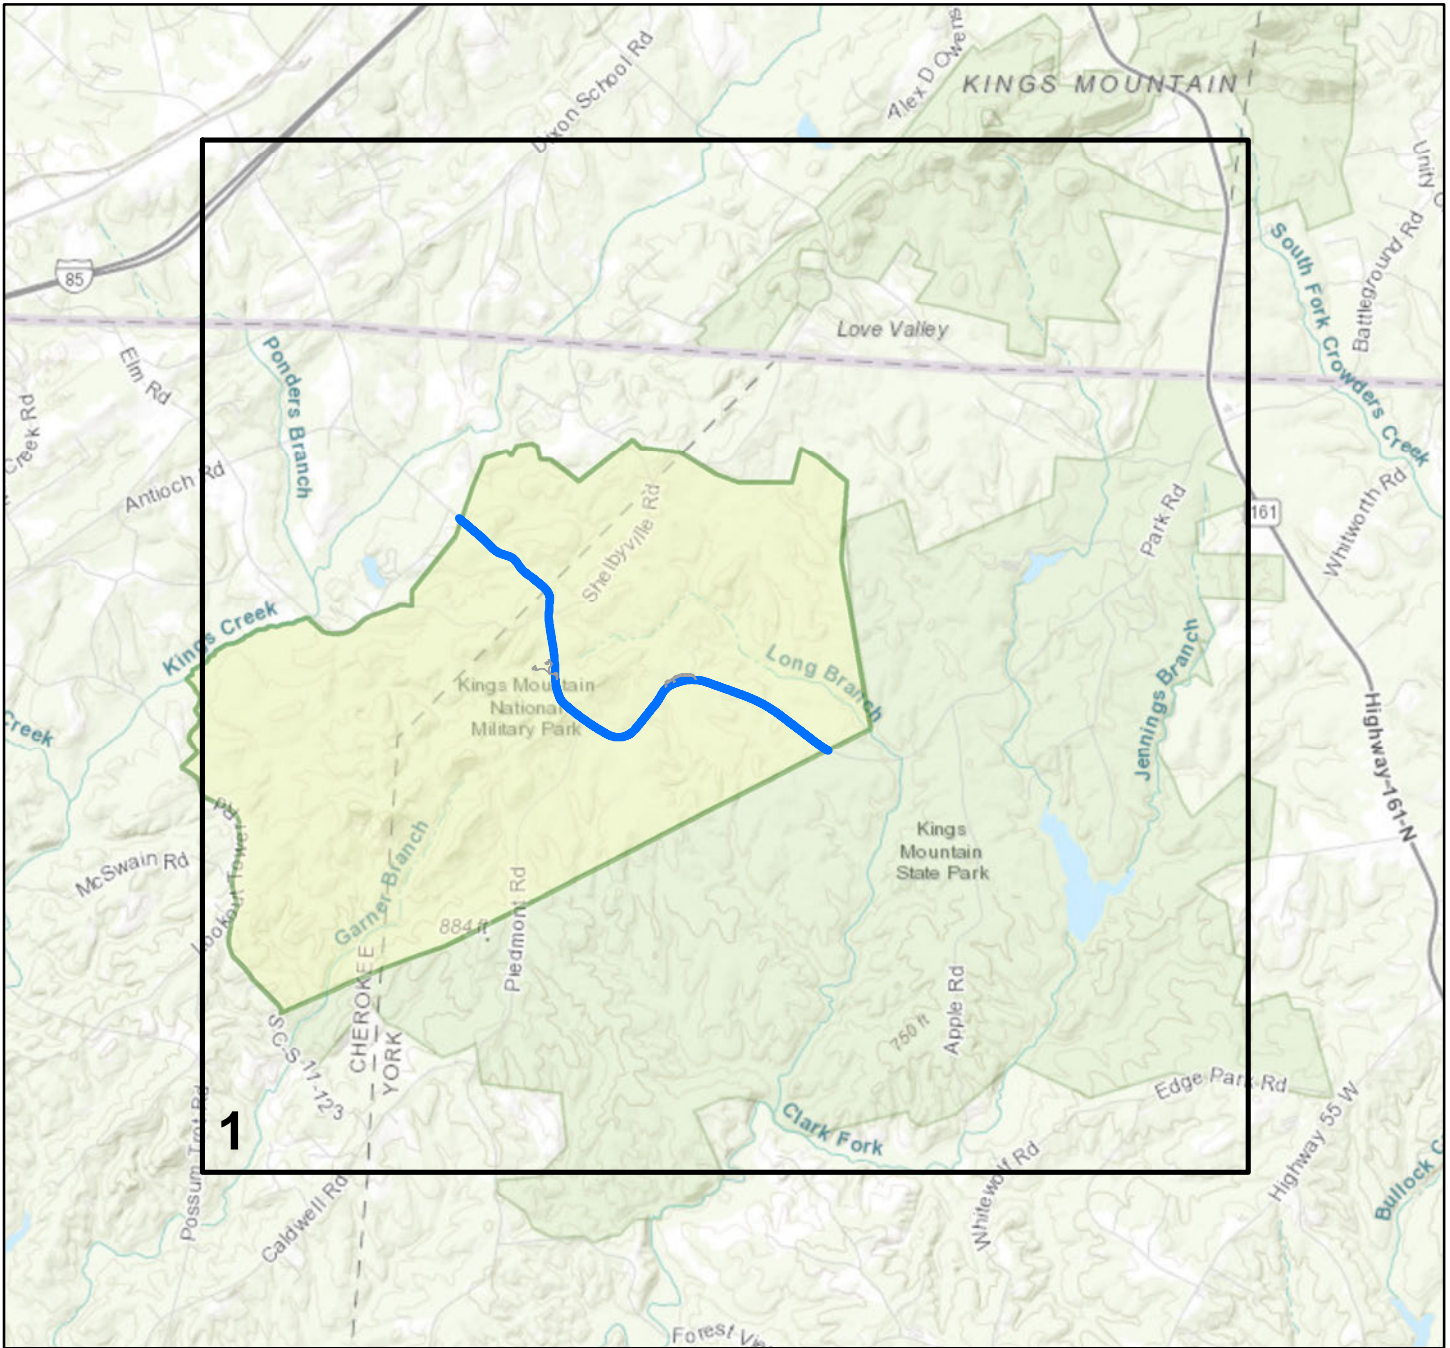 Dixon School Rd
Alex D Owens
KINGS MOUNTAIN
Unity
85
South Fork Crowders Creek
Battleground Rd
Love Valley
Elm Rd
Ponders Branch
Creek Rd
Antioch Rd
Park Rd
161
Whitworth Rd
Shelbyville Rd
Kings Creek
Long Branch
Jennings Branch
Kings Mountain
National
Military Park
Creek
Highway 161-N
Rd
Lookout Tower
McSwain Rd
Garner Branch
Kings
Mountain
State Park
884 ft
Piedmont Rd
Apple Rd
750 ft
CHEROKEE
YORK
SC-S-11-123
Possum Trot Rd
1
Edge Park Rd
Clark Fork
Highway 55 W
Whitewolf Rd
Caldwell Rd
Bullock C
Forest Vie